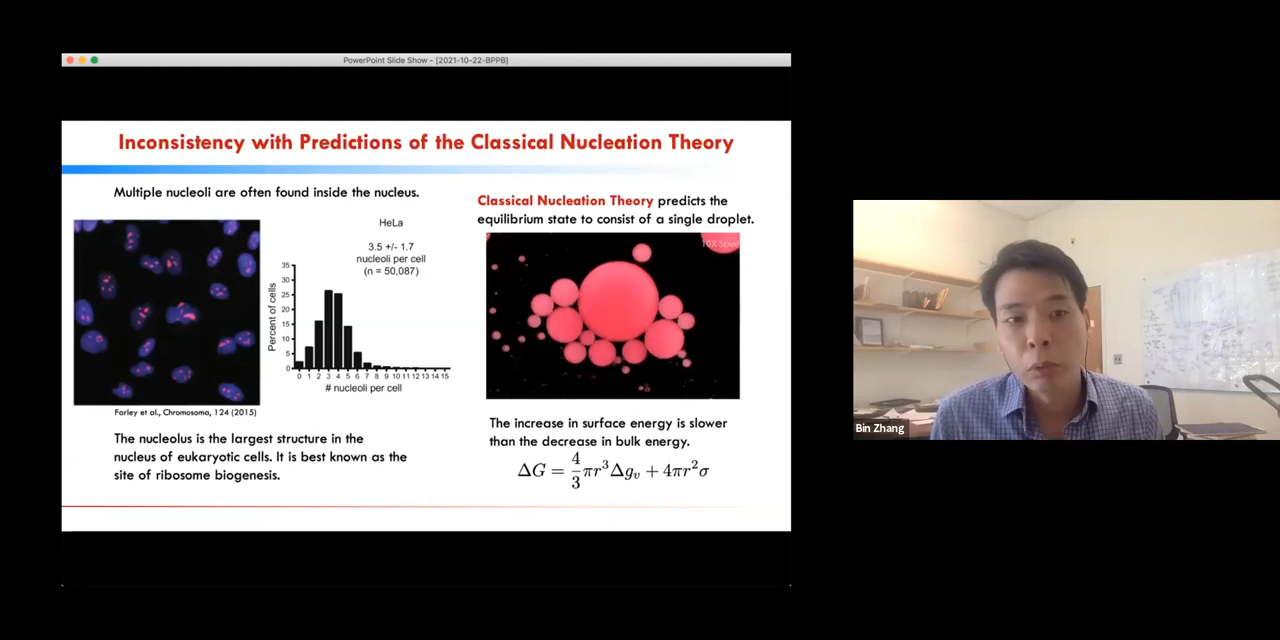 PowerPoint Slide Show - [2021-10-22-BPPB]
Inconsistency with Predictions of the Classical Nucleation Theory
Multiple nucleoli are often found inside the nucleus.
HeLa
3.5 +/- 1.7
nucleoli per cell
(n = 50,087)
35
30
25
20
15
10
5
0
Percent of cells
0 1 2 3 4 5 6 7 8 9 10 11 12 13 14 15
# nucleoli per cell
Farley et al., Chromosoma, 124 (2015)
The nucleolus is the largest structure in the
nucleus of eukaryotic cells. It is best known as the
site of ribosome biogenesis.
Classical Nucleation Theory predicts the
equilibrium state to consist of a single droplet.
10X Spee
The increase in surface energy is slower
than the decrease in bulk energy.
ΔG = 4/3 πr³Δgᵥ + 4πr²σ
Bin Zhang